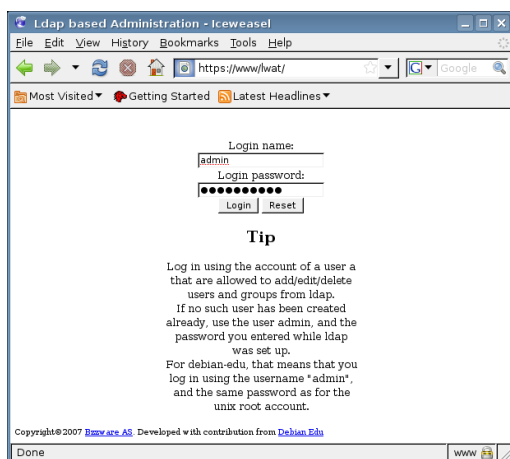 Ldap based Administration - Iceweasel
File Edit View History Bookmarks Tools Help
https://www/lwat/ G Google
Most Visited Getting Started Latest Headlines
Login name:
admin
Login password:
●●●●●●●●●●
Login Reset
Tip
Log in using the account of a user a
that are allowed to add/edit/delete
users and groups from ldap.
If no such user has been created
already, use the user admin, and the
password you entered while ldap
was set up.
For debian-edu, that means that you
log in using the username "admin",
and the same password as for the
unix root account.
Copyright©2007 Bzzware AS. Developed with contribution from Debian Edu
Done www